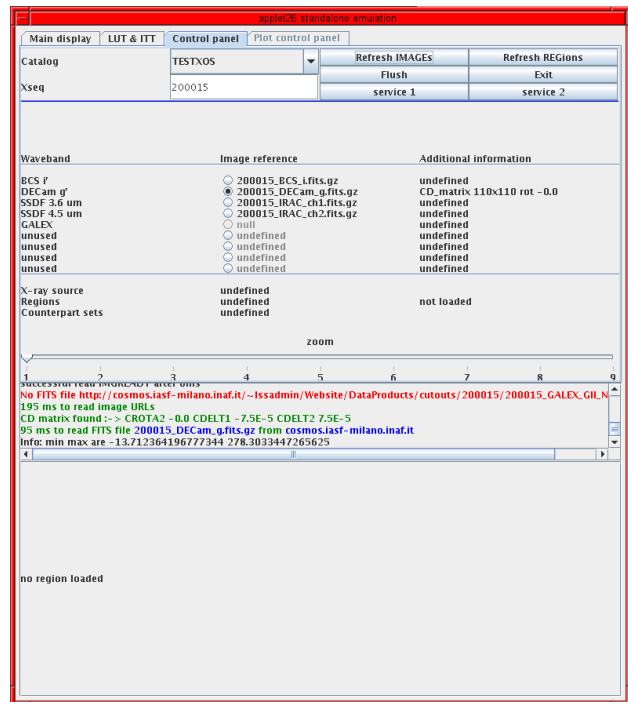 applet26 standalone emulation
Main display LUT & ITT Control panel Plot control panel
Catalog TESTXOS Refresh IMAGEs Refresh REGions
Flush Exit
Xseq 200015 service 1 service 2
Waveband Image reference Additional information
BCS i' 200015_BCS_i.fits.gz undefined
DECam g' 200015_DECam_g.fits.gz CD_matrix 110x110 rot -0.0
SSDF 3.6 um 200015_IRAC_ch1.fits.gz undefined
SSDF 4.5 um 200015_IRAC_ch2.fits.gz undefined
GALEX null undefined
unused undefined undefined
unused undefined undefined
unused undefined undefined
unused undefined undefined
X-ray source undefined
Regions undefined not loaded
Counterpart sets undefined
zoom
1 2 3 4 5 6 7 8 9
successful read IMGREADY after 0ms
No FITS file http://cosmos.iasf-milano.inaf.it/~lssadmin/Website/DataProducts/cutouts/200015/200015_GALEX_GII_N
195 ms to read image URLs
CD matrix found :-> CROTA2 -0.0 CDELT1 -7.5E-5 CDELT2 7.5E-5
95 ms to read FITS file 200015_DECam_g.fits.gz from cosmos.iasf-milano.inaf.it
Info: min max are -13.712364196777344 278.3033447265625
no region loaded